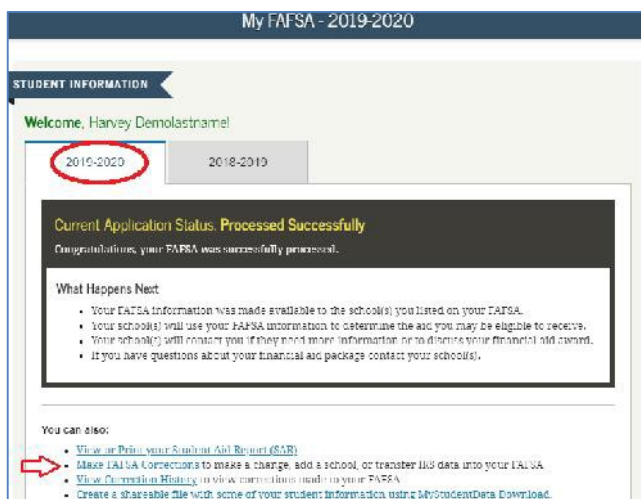 My FAFSA - 2019-2020
STUDENT INFORMATION
Welcome, Harvey Demolastname!
2019-2020
2018-2019
Current Application Status: Processed Successfully
Congratulations, your FAFSA was successfully processed.
What Happens Next
• Your FAFSA information was made available to the school(s) you listed on your FAFSA.
• Your school(s) will use your FAFSA information to determine the aid you may be eligible to receive.
• Your school(s) will contact you if they need more information or to discuss your financial aid award.
• If you have questions about your financial aid package contact your school(s).
You can also:
• View or Print your Student Aid Report (SAR)
• Make FAFSA Corrections to make a change, add a school, or transfer IRS data into your FAFSA
• View Correction History to view corrections made to your FAFSA.
• Create a shareable file with some of your student information using MyStudentData Download.